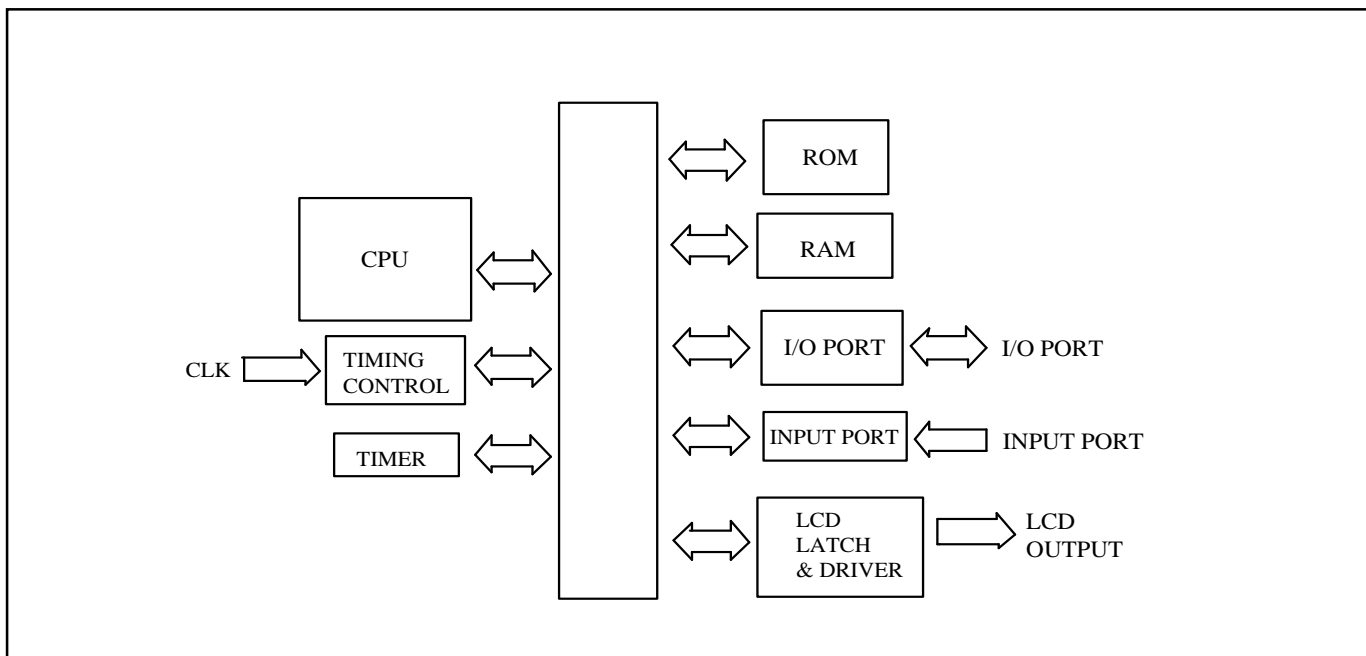 CPU
CLK
TIMING
CONTROL
TIMER
ROM
RAM
I/O PORT
I/O PORT
INPUT PORT
INPUT PORT
LCD
LATCH
& DRIVER
LCD
OUTPUT